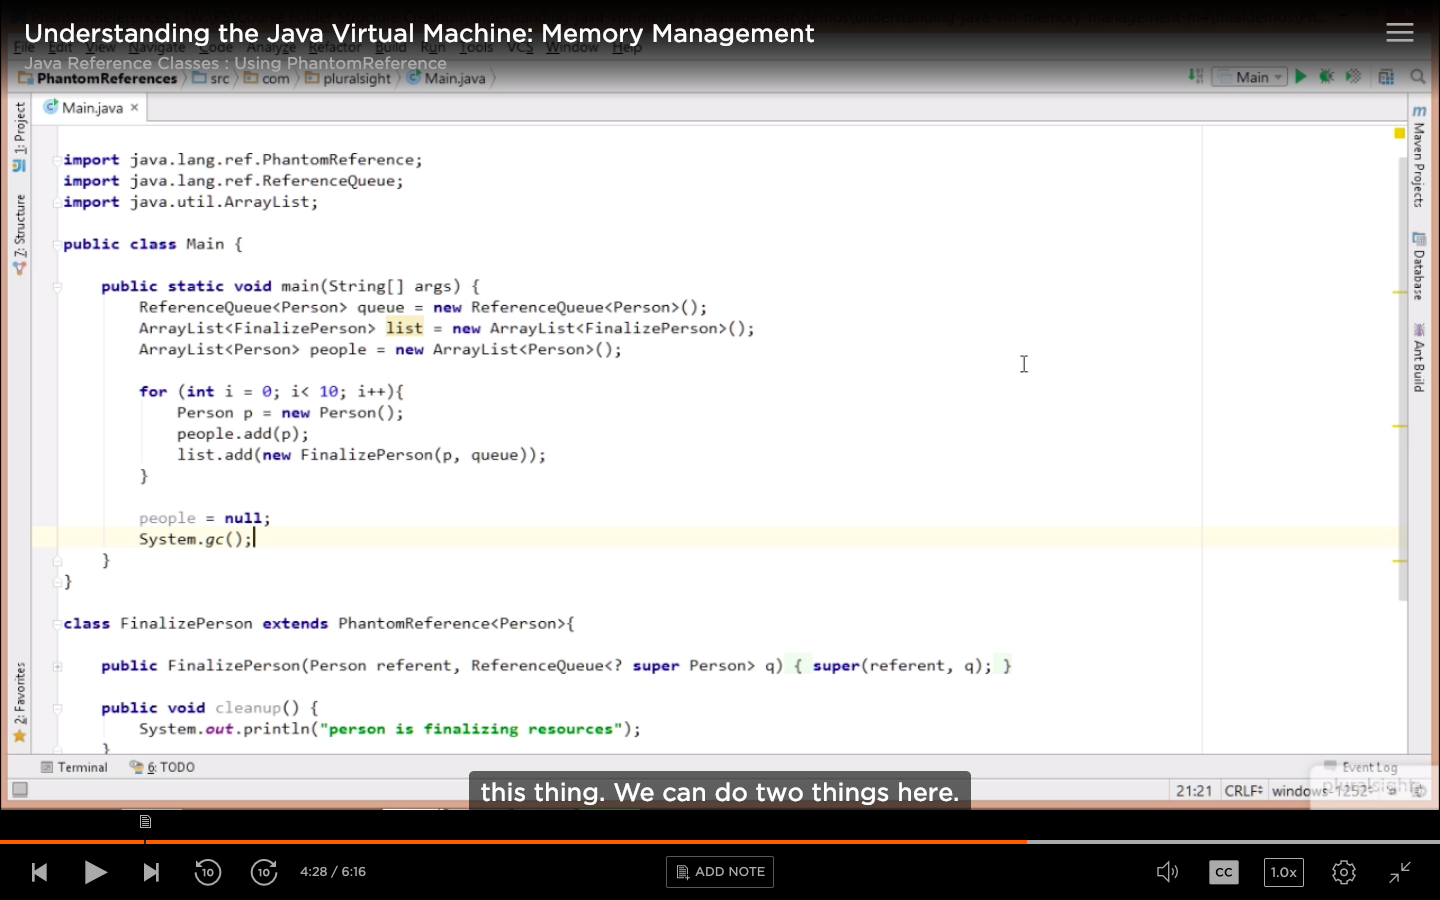 Understanding the Java Virtual Machine: Memory Management
File Edit View Navigate Code Analyze Refactor Build Run Tools VCS Window Help
Java Reference Classes : Using PhantomReference
PhantomReferences src com pluralsight Main.java
Main
Main.java ×
1: Project
7: Structure
2: Favorites
Maven Projects
Database
Ant Build
import java.lang.ref.PhantomReference;
import java.lang.ref.ReferenceQueue;
import java.util.ArrayList;
public class Main {
public static void main(String[] args) {
ReferenceQueue<Person> queue = new ReferenceQueue<Person>();
ArrayList<FinalizePerson> list = new ArrayList<FinalizePerson>();
ArrayList<Person> people = new ArrayList<Person>();
for (int i = 0; i< 10; i++){
Person p = new Person();
people.add(p);
list.add(new FinalizePerson(p, queue));
}
people = null;
System.gc();
}
}
class FinalizePerson extends PhantomReference<Person>{
public FinalizePerson(Person referent, ReferenceQueue<? super Person> q) { super(referent, q); }
public void cleanup() {
System.out.println("person is finalizing resources");
}
Terminal 6: TODO Event Log
pluralsight
21:21 CRLF windows-1252
this thing. We can do two things here.
10 10 4:28 / 6:16 ADD NOTE CC 1.0x